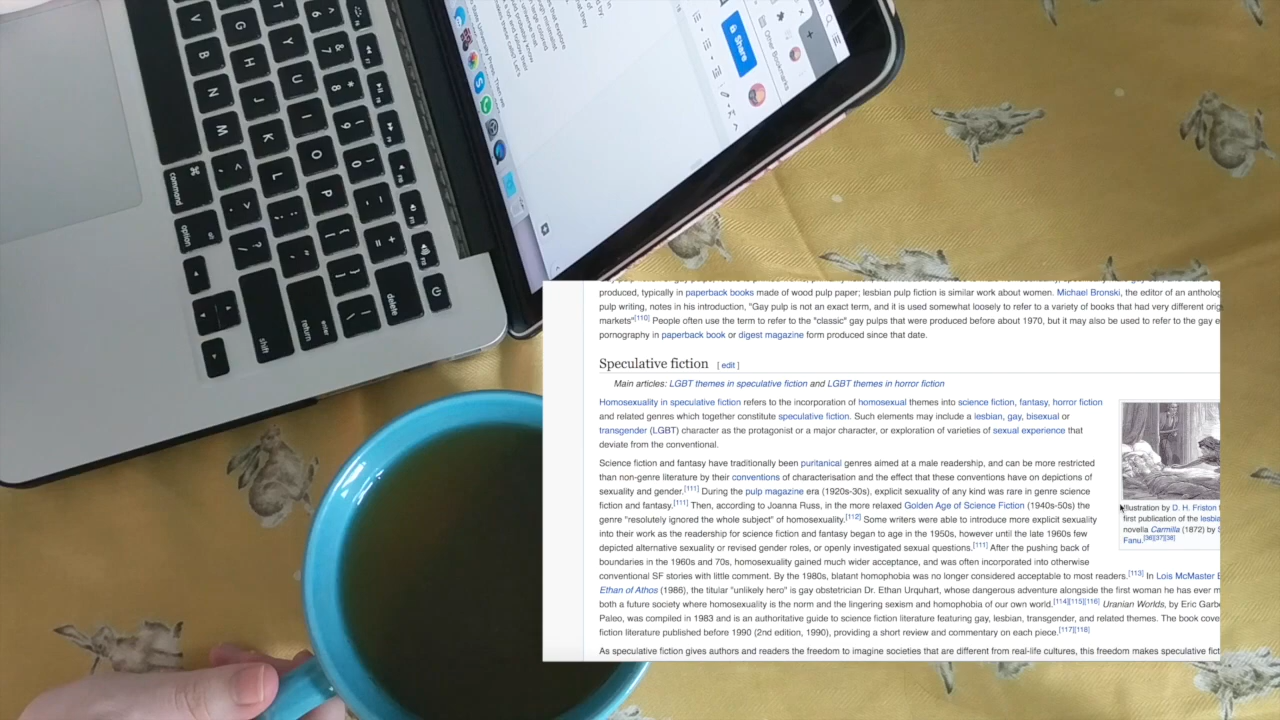 Share
Other Bookmarks
command
option
shift
return
enter
delete
produced, typically in paperback books made of wood pulp paper; lesbian pulp fiction is similar work about women. Michael Bronski, the editor of an antholog
pulp writing, notes in his introduction, "Gay pulp is not an exact term, and it is used somewhat loosely to refer to a variety of books that had very different orig
markets"[110] People often use the term to refer to the "classic" gay pulps that were produced before about 1970, but it may also be used to refer to the gay e
pornography in paperback book or digest magazine form produced since that date.
Speculative fiction [ edit ]
Main articles: LGBT themes in speculative fiction and LGBT themes in horror fiction
Homosexuality in speculative fiction refers to the incorporation of homosexual themes into science fiction, fantasy, horror fiction
and related genres which together constitute speculative fiction. Such elements may include a lesbian, gay, bisexual or
transgender (LGBT) character as the protagonist or a major character, or exploration of varieties of sexual experience that
deviate from the conventional.
Science fiction and fantasy have traditionally been puritanical genres aimed at a male readership, and can be more restricted
than non-genre literature by their conventions of characterisation and the effect that these conventions have on depictions of
sexuality and gender.[111] During the pulp magazine era (1920s-30s), explicit sexuality of any kind was rare in genre science
fiction and fantasy.[111] Then, according to Joanna Russ, in the more relaxed Golden Age of Science Fiction (1940s-50s) the
genre "resolutely ignored the whole subject" of homosexuality.[112] Some writers were able to introduce more explicit sexuality
into their work as the readership for science fiction and fantasy began to age in the 1950s, however until the late 1960s few
depicted alternative sexuality or revised gender roles, or openly investigated sexual questions.[111] After the pushing back of
boundaries in the 1960s and 70s, homosexuality gained much wider acceptance, and was often incorporated into otherwise
conventional SF stories with little comment. By the 1980s, blatant homophobia was no longer considered acceptable to most readers.[113] In Lois McMaster B
Ethan of Athos (1986), the titular "unlikely hero" is gay obstetrician Dr. Ethan Urquhart, whose dangerous adventure alongside the first woman he has ever m
both a future society where homosexuality is the norm and the lingering sexism and homophobia of our own world.[114][115][116] Uranian Worlds, by Eric Garbe
Paleo, was compiled in 1983 and is an authoritative guide to science fiction literature featuring gay, lesbian, transgender, and related themes. The book cove
fiction literature published before 1990 (2nd edition, 1990), providing a short review and commentary on each piece.[117][118]
As speculative fiction gives authors and readers the freedom to imagine societies that are different from real-life cultures, this freedom makes speculative fict
Illustration by D. H. Friston f
first publication of the lesbia
novella Carmilla (1872) by S
Fanu.[36][37][38]